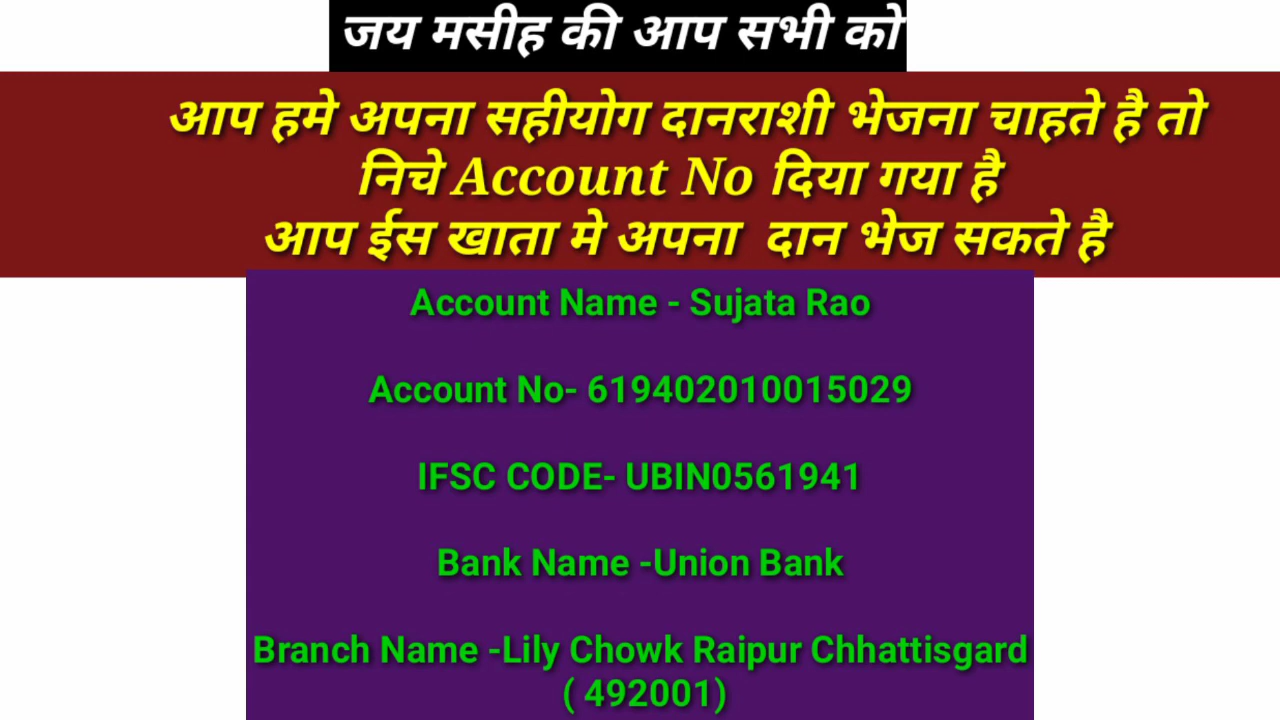 जय मसीह की आप सभी को
आप हमे अपना सहीयोग दानराशी भेजना चाहते है तो
निचे Account No दिया गया है
आप ईस खाता मे अपना दान भेज सकते है
Account Name - Sujata Rao
Account No- 619402010015029
IFSC CODE- UBIN0561941
Bank Name -Union Bank
Branch Name -Lily Chowk Raipur Chhattisgard
( 492001)